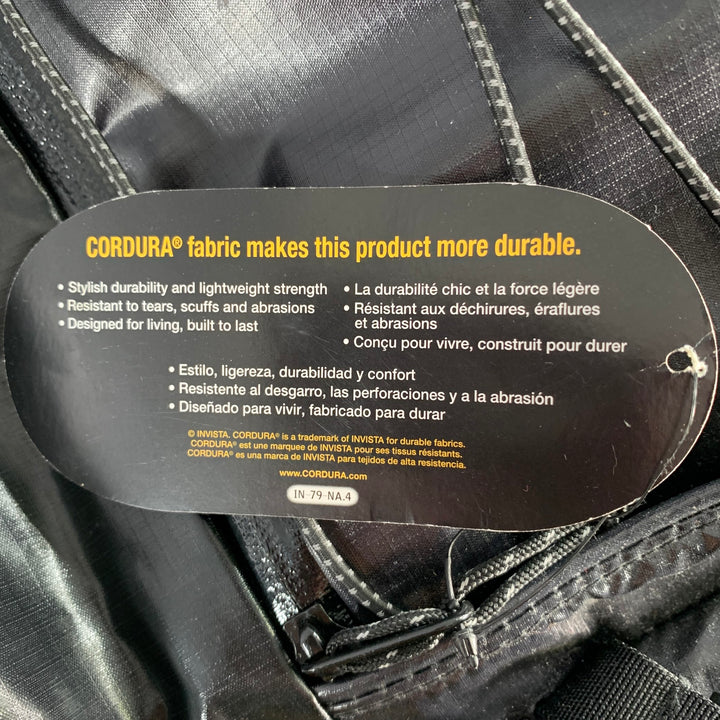 CORDURA® fabric makes this product more durable.
• Stylish durability and lightweight strength
• Resistant to tears, scuffs and abrasions
• Designed for living, built to last
• La durabilité chic et la force légère
• Résistant aux déchirures, éraflures
et abrasions
• Conçu pour vivre, construit pour durer
• Estilo, ligereza, durabilidad y confort
• Resistente al desgarro, las perforaciones y a la abrasión
• Diseñado para vivir, fabricado para durar
© INVISTA. CORDURA® is a trademark of INVISTA for durable fabrics.
CORDURA® est une marquee de INVISTA pour ses tissus résistants.
CORDURA® es una marca de INVISTA para tejidos de alta resistencia.
www.CORDURA.com
IN-79-NA.4